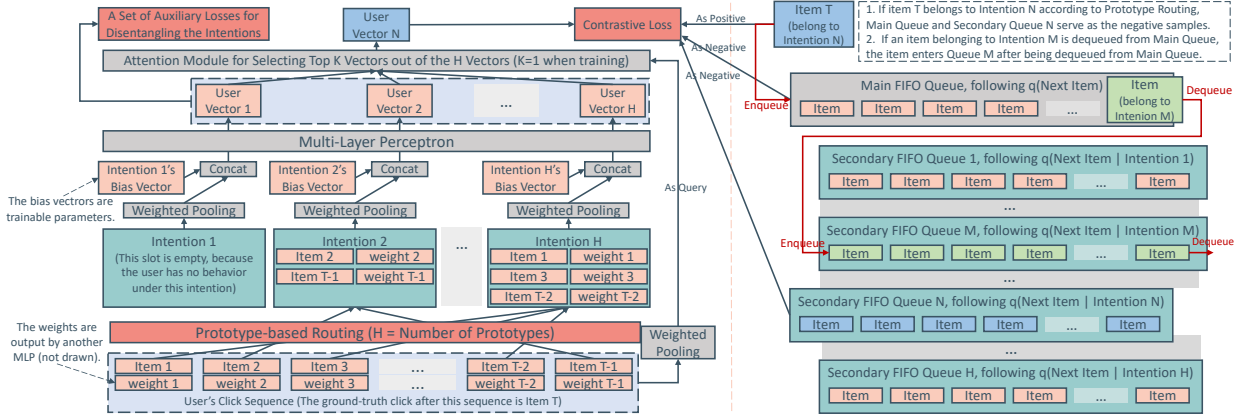 A Set of Auxiliary Losses for
Disentangling the Intentions
User
Vector N
Contrastive Loss
Attention Module for Selecting Top K Vectors out of the H Vectors (K=1 when training)
User
Vector 1
User
Vector 2
...
User
Vector H
Multi-Layer Perceptron
Intention 1's
Bias Vector
Concat
Intention 2's
Bias Vector
Concat
Intention H's
Bias Vector
Concat
The bias vectrors are
trainable parameters.
Weighted Pooling
Weighted Pooling
Weighted Pooling
As Query
Intention 1
(This slot is empty, because
the user has no behavior
under this intention)
Intention 2
Item 2 weight 2
Item T-1 weight T-1
...
Intention H
Item 1 weight 1
Item 3 weight 3
Item T-2 weight T-2
Prototype-based Routing (H = Number of Prototypes)
The weights are
output by another
MLP (not drawn).
Weighted
Pooling
Item 1 Item 2 Item 3 ... Item T-2 Item T-1
weight 1 weight 2 weight 3 ... weight T-2 weight T-1
User's Click Sequence (The ground-truth click after this sequence is Item T)
As Positive
As Negative
As Negative
Item T
(belong to
Intention N)
1. If item T belongs to Intention N according to Prototype Routing,
Main Queue and Secondary Queue N serve as the negative samples.
2. If an item belonging to Intention M is dequeued from Main Queue,
the item enters Queue M after being dequeued from Main Queue.
Enqueue
Main FIFO Queue, following q(Next Item)
Item Item Item Item ...
Item
(belong to
Intenion M)
Dequeue
Secondary FIFO Queue 1, following q(Next Item | Intention 1)
Item Item Item Item ... Item
...
Enqueue
Secondary FIFO Queue M, following q(Next Item | Intention M)
Item Item Item Item ... Item
Dequeue
...
Secondary FIFO Queue N, following q(Next Item | Intention N)
Item Item Item Item ... Item
...
Secondary FIFO Queue H, following q(Next Item | Intention H)
Item Item Item Item ... Item